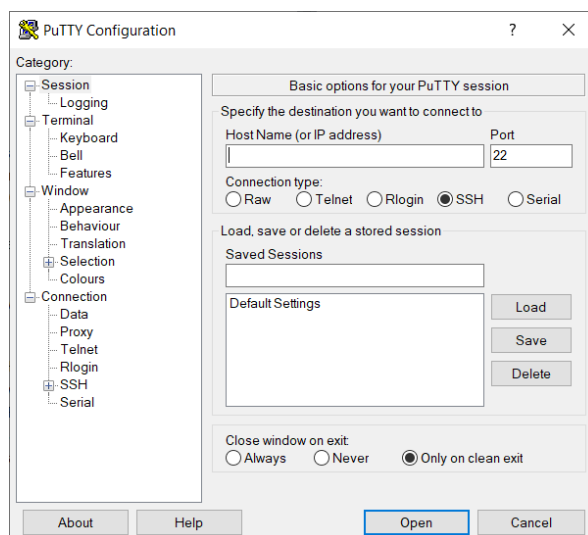 PuTTY Configuration
?
Category:
Session
Logging
Terminal
Keyboard
Bell
Features
Window
Appearance
Behaviour
Translation
Selection
Colours
Connection
Data
Proxy
Telnet
Rlogin
SSH
Serial
Basic options for your PuTTY session
Specify the destination you want to connect to
Host Name (or IP address) Port
22
Connection type:
Raw Telnet Rlogin SSH Serial
Load, save or delete a stored session
Saved Sessions
Default Settings
Load
Save
Delete
Close window on exit:
Always Never Only on clean exit
About Help Open Cancel